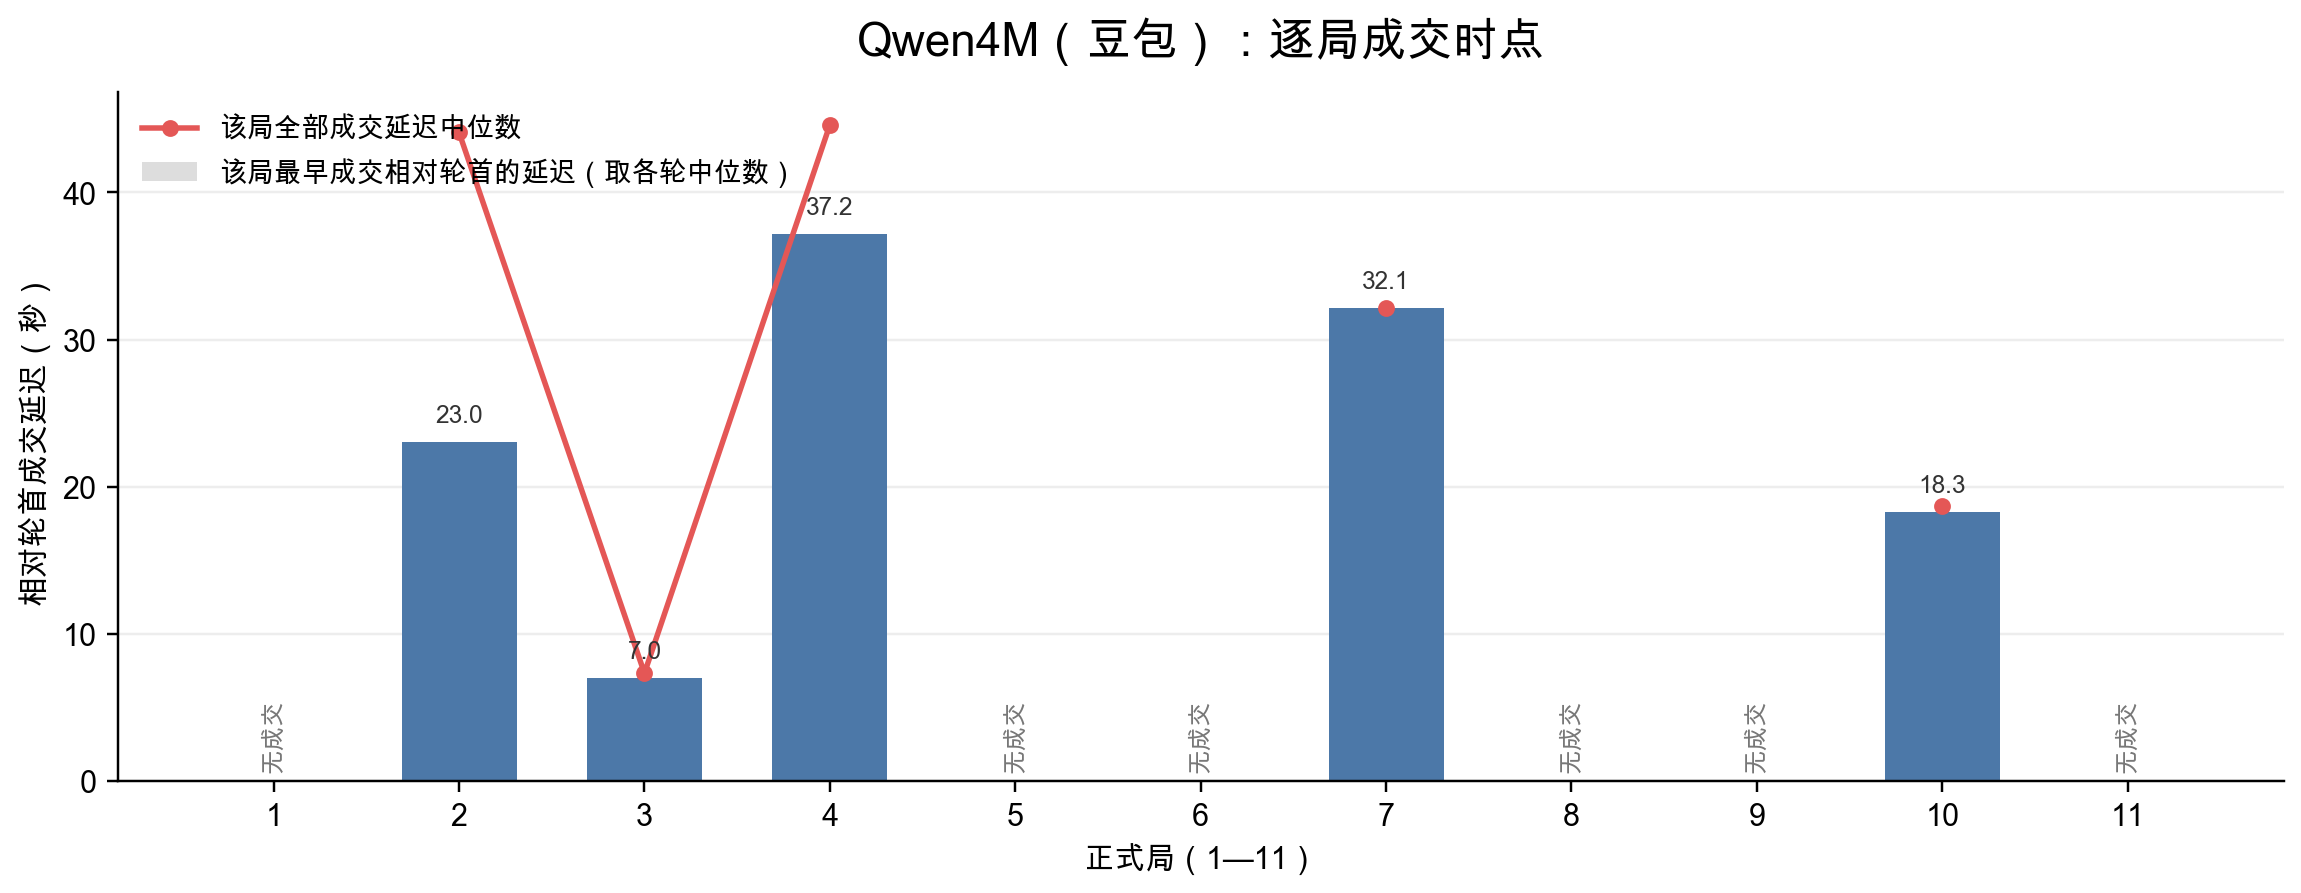 Qwen4M（豆包）：逐局成交时点
该局全部成交延迟中位数
该局最早成交相对轮首的延迟（取各轮中位数）
相对轮首成交延迟（秒）
40
30
20
10
0
无成交
23.0
7.0
37.2
无成交
无成交
32.1
无成交
无成交
18.3
无成交
1 2 3 4 5 6 7 8 9 10 11
正式局（1—11）